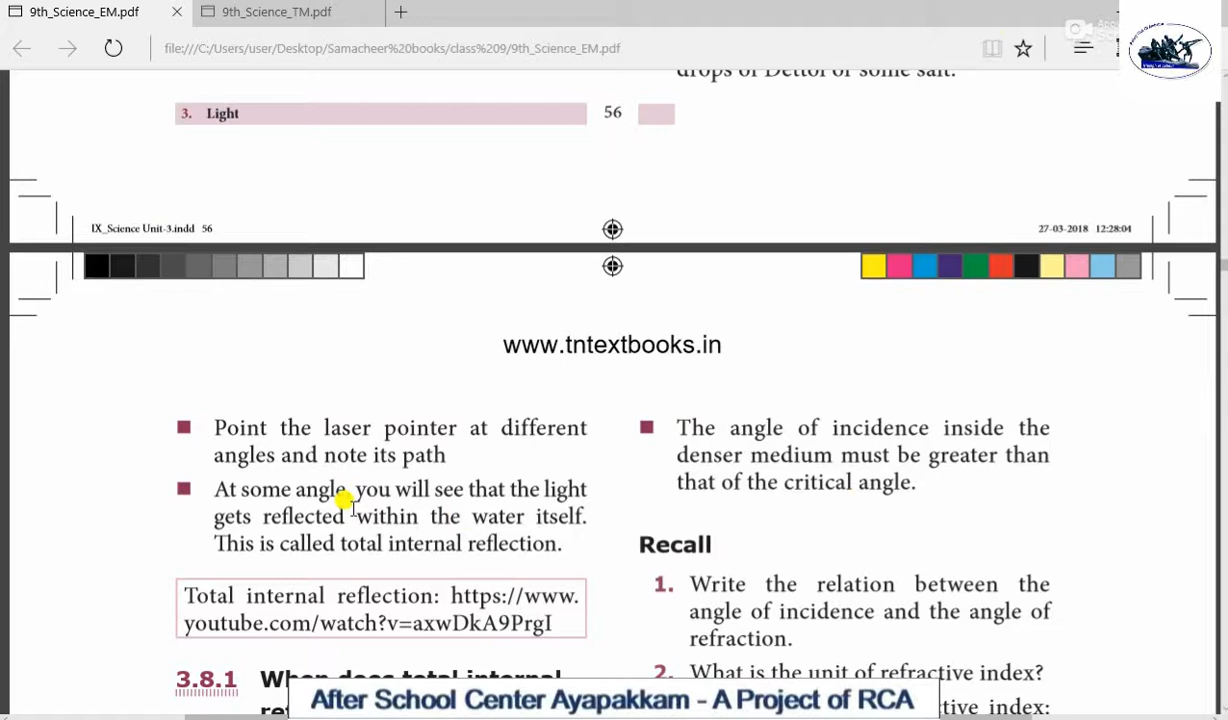 9th_Science_EM.pdf
9th_Science_TM.pdf
file:///C:/Users/user/Desktop/Samacheer%20books/class%209/9th_Science_EM.pdf
drops of Dettol or some salt.
3. Light
56
IX_Science Unit-3.indd 56
27-03-2018 12:28:04
www.tntextbooks.in
Point the laser pointer at different
angles and note its path
At some angle, you will see that the light
gets reflected within the water itself.
This is called total internal reflection.
Total internal reflection: https://www.
youtube.com/watch?v=axwDkA9PrgI
3.8.1 When does total internal
The angle of incidence inside the
denser medium must be greater than
that of the critical angle.
Recall
1. Write the relation between the
angle of incidence and the angle of
refraction.
2. What is the unit of refractive index?
tive index:
After School Center Ayapakkam - A Project of RCA